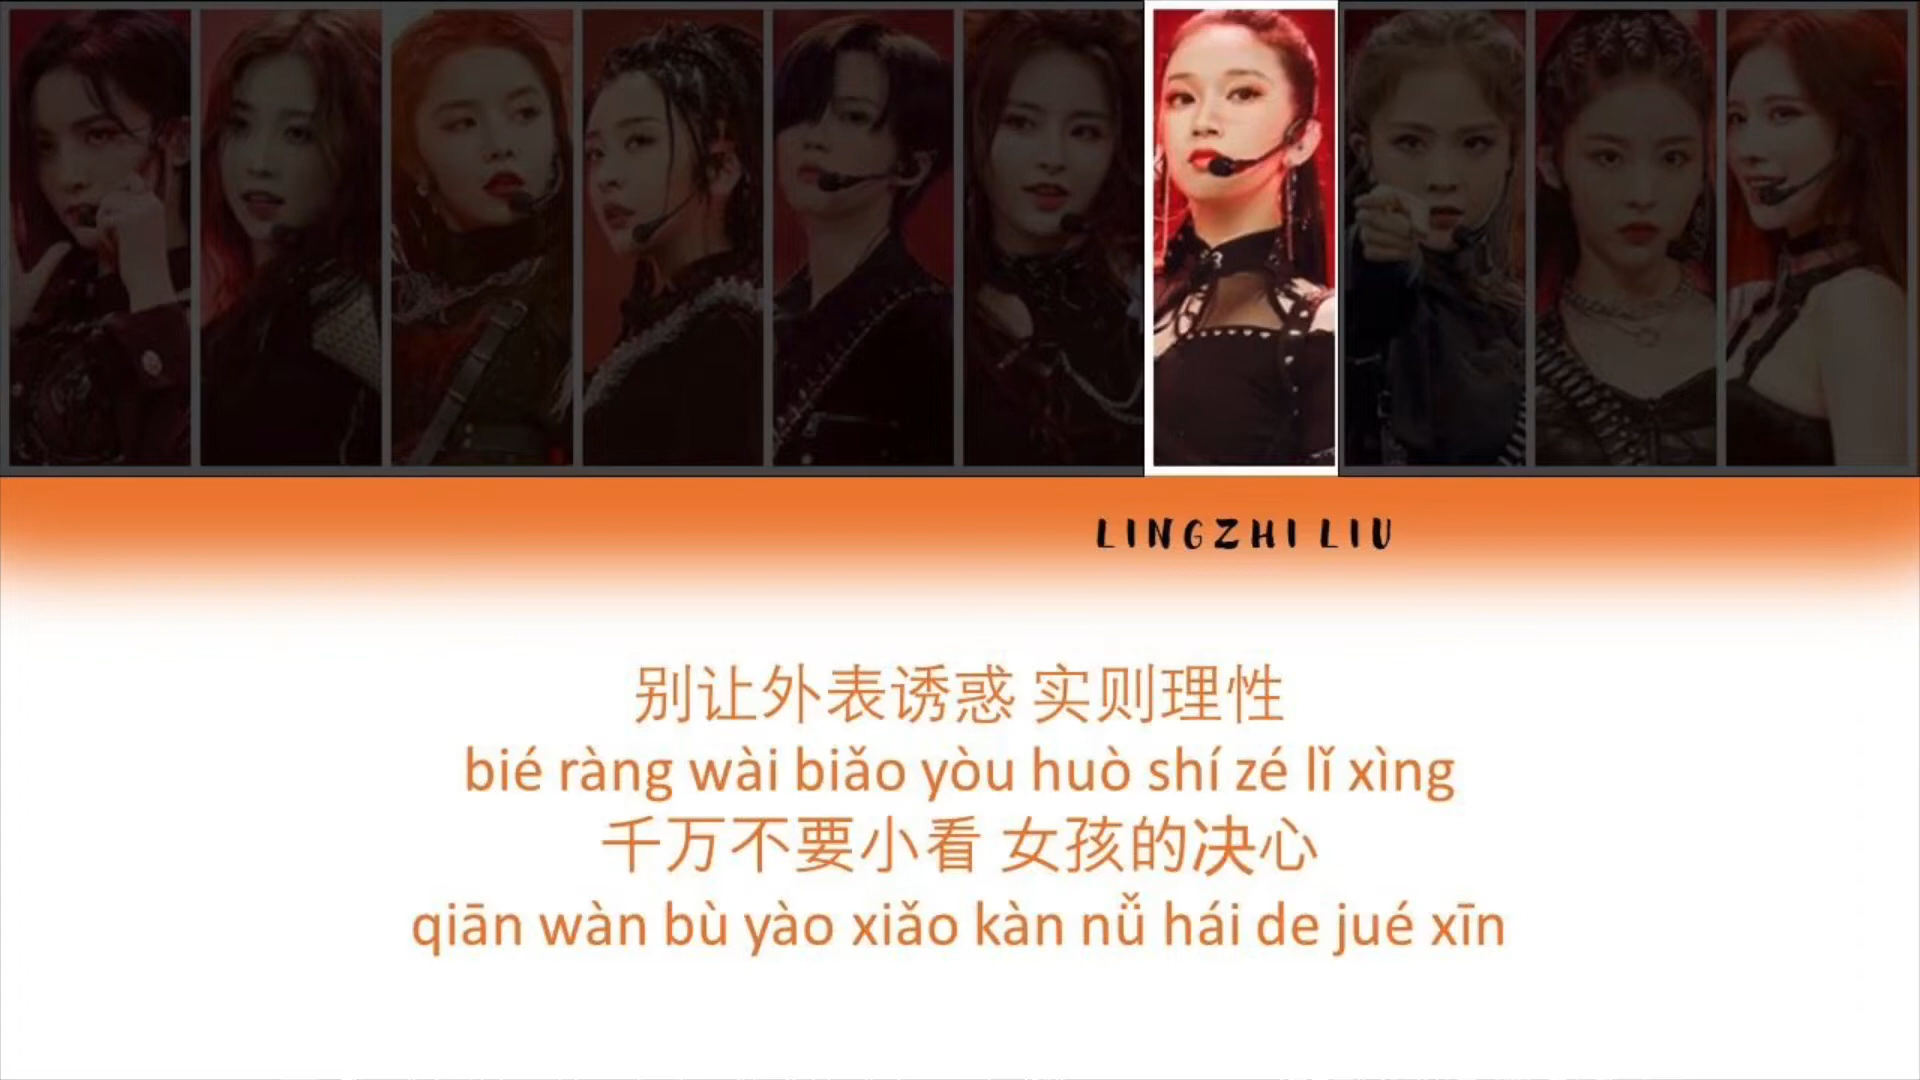 LINGZHI LIU
别让外表诱惑 实则理性
bié ràng wài biǎo yòu huò shí zé lǐ xìng
千万不要小看 女孩的决心
qiān wàn bù yào xiǎo kàn nǚ hái de jué xīn